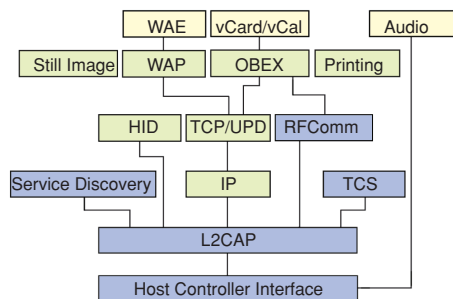 WAE vCard/vCal Audio
Still Image WAP OBEX Printing
HID TCP/UPD RFComm
Service Discovery IP TCS
L2CAP
Host Controller Interface